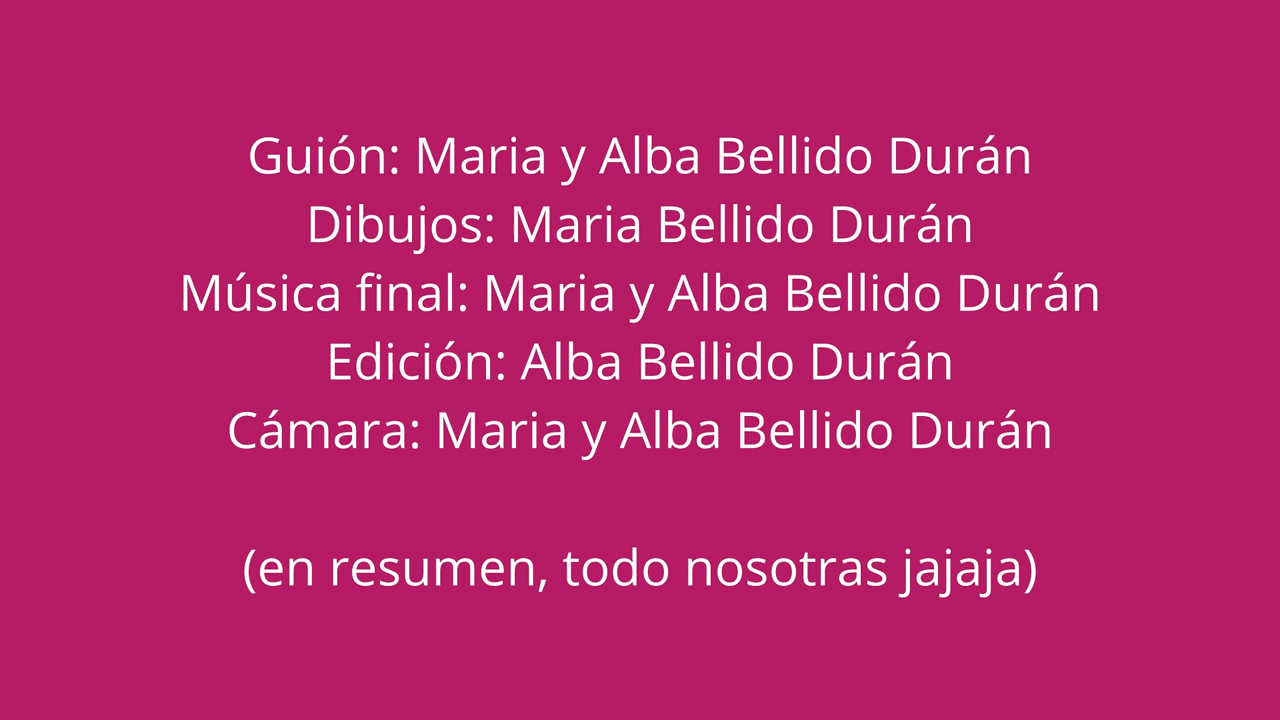 Guión: Maria y Alba Bellido Durán
Dibujos: Maria Bellido Durán
Música final: Maria y Alba Bellido Durán
Edición: Alba Bellido Durán
Cámara: Maria y Alba Bellido Durán
(en resumen, todo nosotras jajaja)